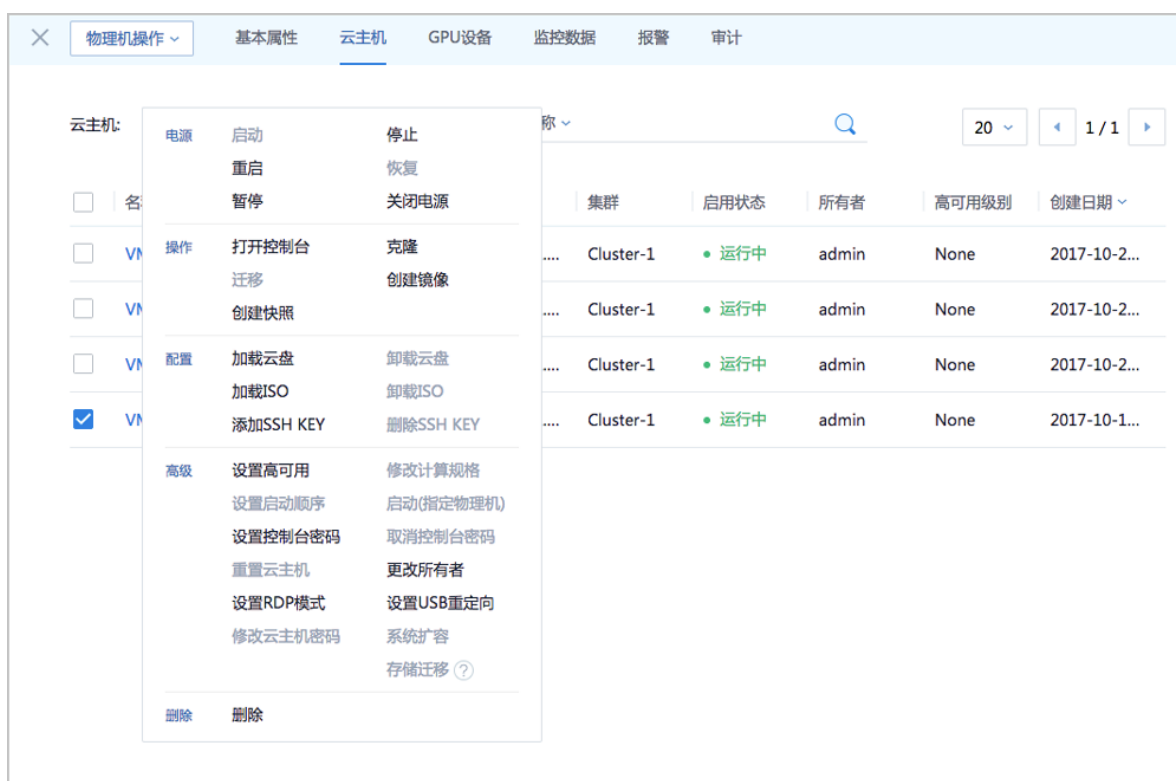 物理机操作 基本属性 云主机 GPU设备 监控数据 报警 审计
云主机: 称 20 1 / 1
电源 启动 停止
重启 恢复
暂停 关闭电源
集群 启用状态 所有者 高可用级别 创建日期
操作 打开控制台 克隆
迁移 创建镜像
创建快照
.... Cluster-1 运行中 admin None 2017-10-2...
.... Cluster-1 运行中 admin None 2017-10-2...
配置 加载云盘 卸载云盘
加载ISO 卸载ISO
添加SSH KEY 删除SSH KEY
.... Cluster-1 运行中 admin None 2017-10-2...
.... Cluster-1 运行中 admin None 2017-10-1...
高级 设置高可用 修改计算规格
设置启动顺序 启动(指定物理机)
设置控制台密码 取消控制台密码
重置云主机 更改所有者
设置RDP模式 设置USB重定向
修改云主机密码 系统扩容
存储迁移 ?
删除 删除